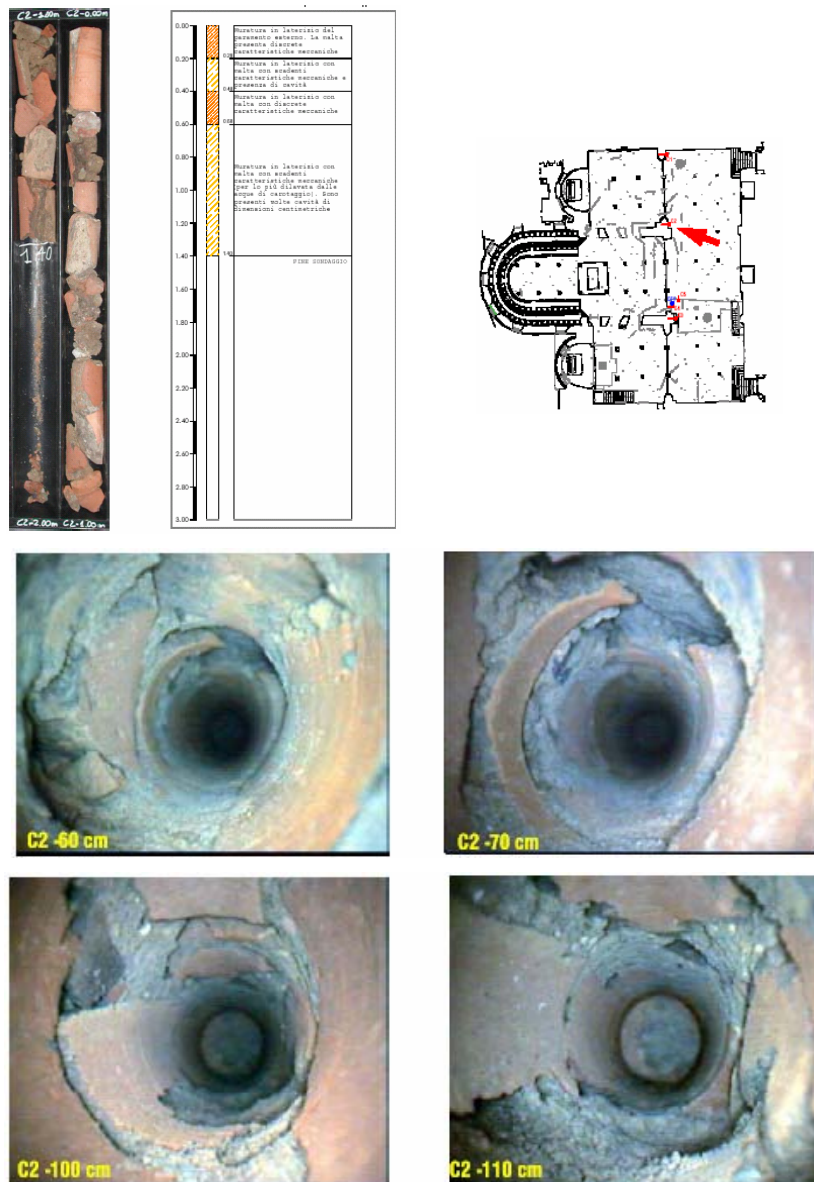 C2-1.00m C2-0.00m
1.40
C2-2.00m C2-1.00m
0.00
0.20
0.40
0.60
0.80
1.00
1.20
1.40
1.60
1.80
2.00
2.20
2.40
2.60
2.80
3.00
Muratura in laterizio del
paramento esterno. La malta
presenta discrete
caratteristiche meccaniche
Muratura in laterizio con
malta con scadenti
caratteristiche meccaniche e
presenza di cavità
Muratura in laterizio con
malta con discrete
caratteristiche meccaniche
Muratura in laterizio con
malta con scadenti
caratteristiche meccaniche
(per lo più dilavata dalle
acque di carotaggio). Sono
presenti volte cavità di
dimensioni centimetriche
FINE SONDAGGIO
C2 -60 cm
C2 -70 cm
C2 -100 cm
C2 -110 cm